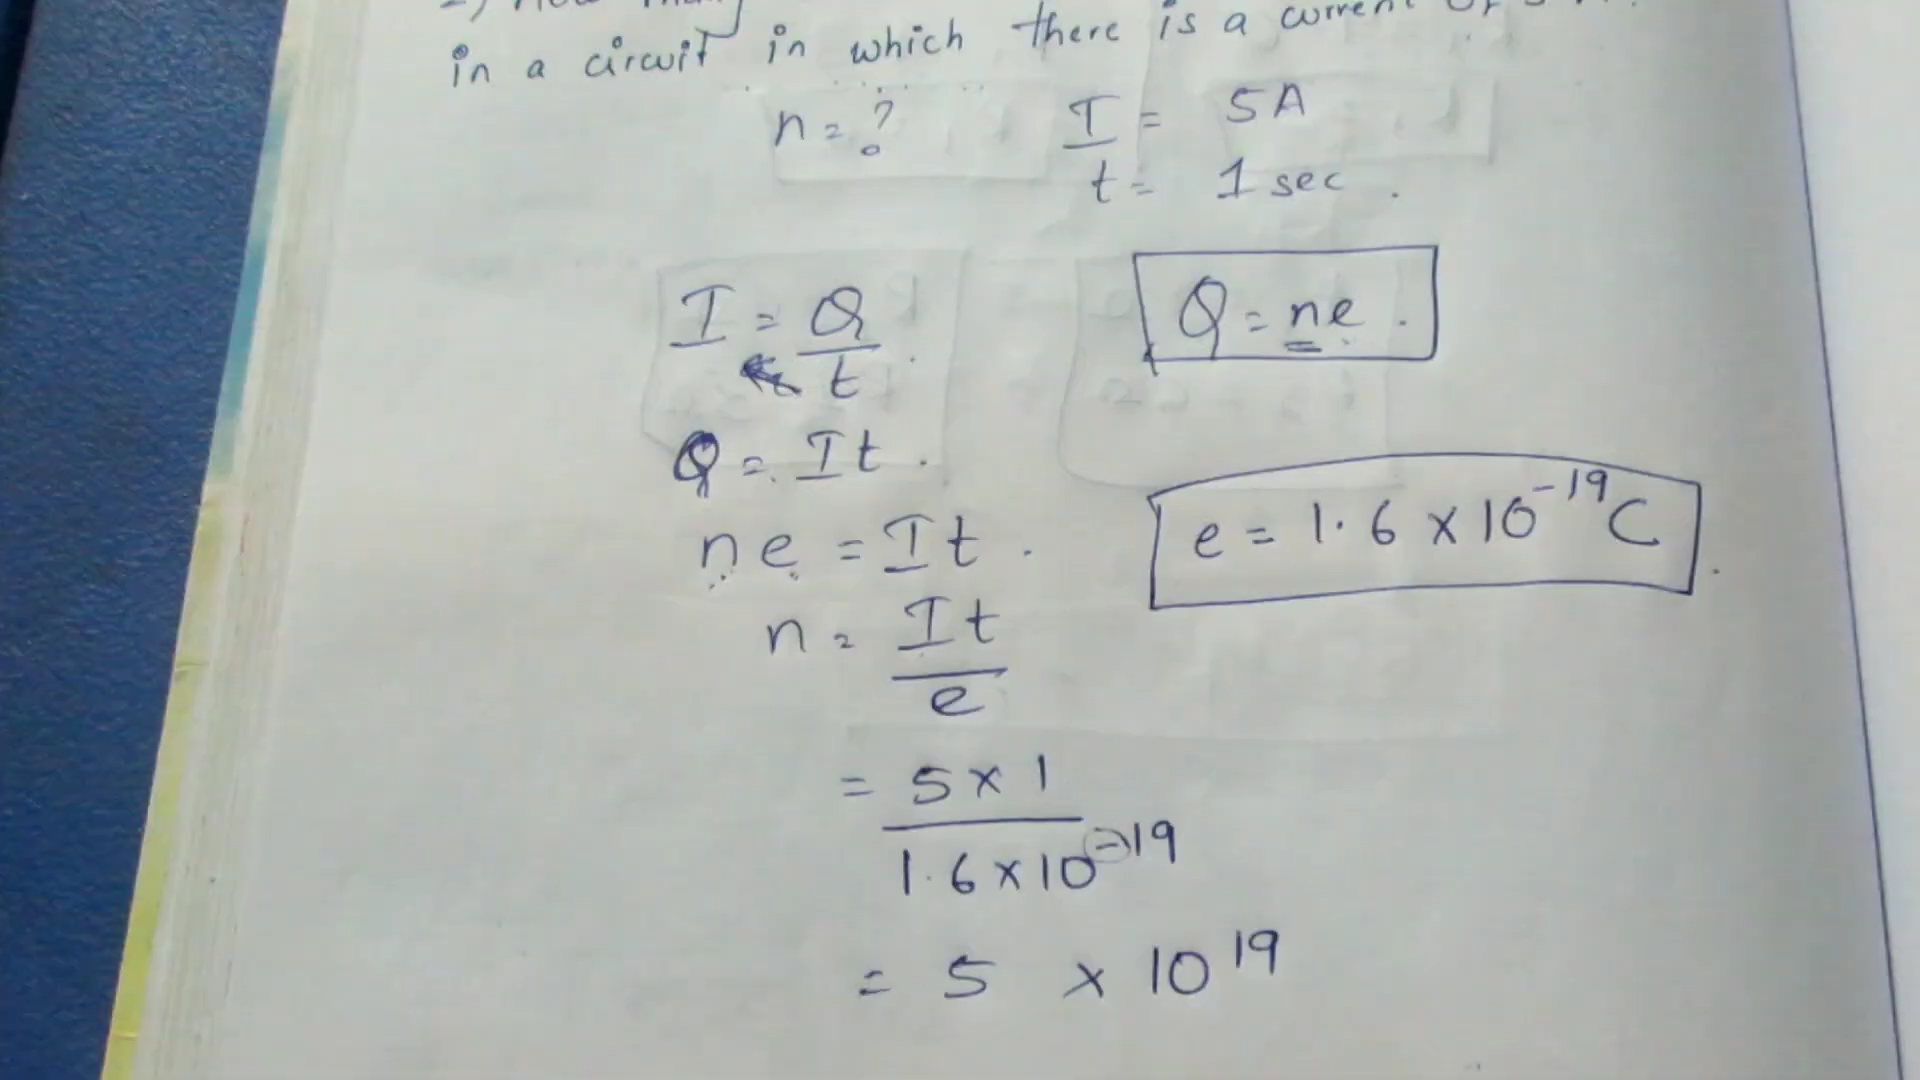 in a circuit in which there is a current of
n = ? I = 5A
t = 1 sec.
I = Q/t. Q = ne.
Q = It.
ne = It. e = 1.6 x 10^-19 C.
n = It/e
= 5 x 1 / 1.6 x 10^-19
= 5 x 10^19